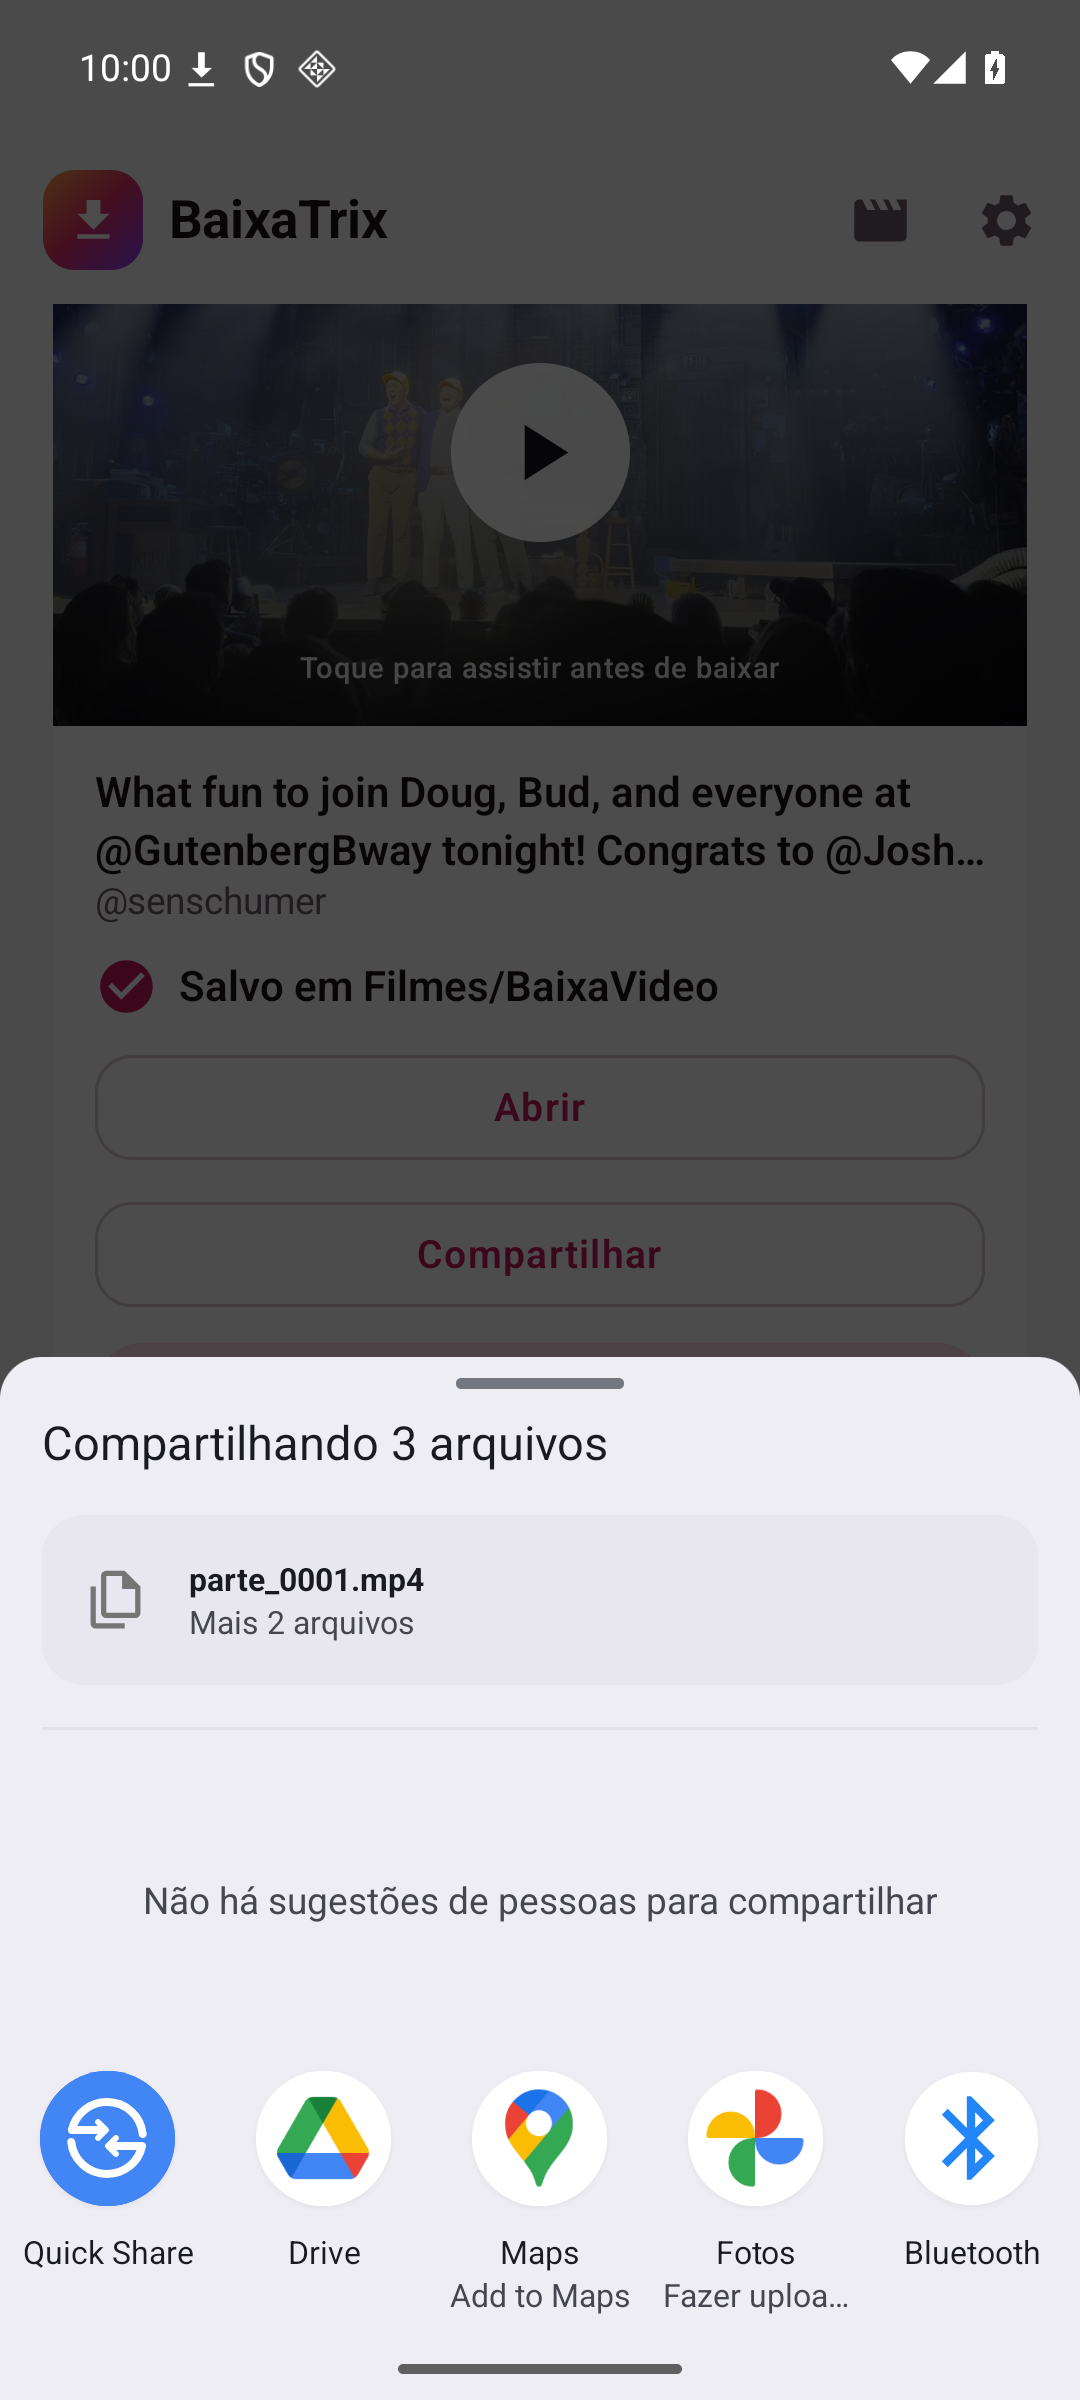 10:00
BaixaTrix
Toque para assistir antes de baixar
What fun to join Doug, Bud, and everyone at
@GutenbergBway tonight! Congrats to @Josh…
@senschumer
Salvo em Filmes/BaixaVideo
Abrir
Compartilhar
Compartilhando 3 arquivos
parte_0001.mp4
Mais 2 arquivos
Não há sugestões de pessoas para compartilhar
Quick Share
Drive
Maps
Add to Maps
Fotos
Fazer uploa…
Bluetooth